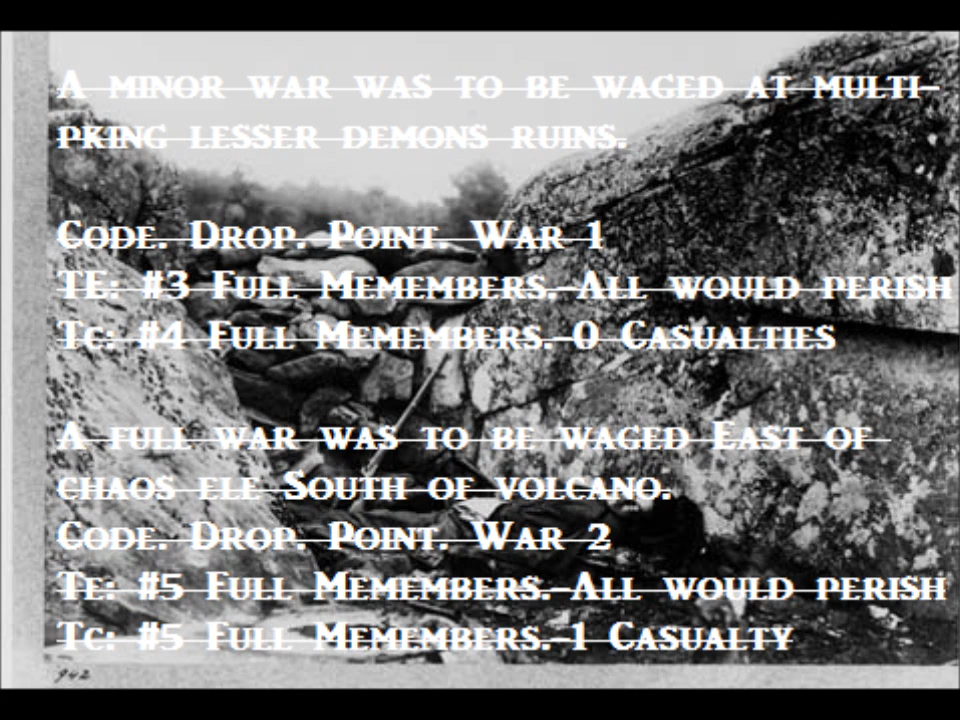 A minor war was to be waged at multi-
pking lesser demons ruins.
Code. Drop. Point. War 1
TE: #3 Full Memembers.-All would perish
Tc: #4 Full Memembers.-0 Casualties
A full war was to be waged East of
chaos ele South of volcano.
Code. Drop. Point. War 2
Te: #5 Full Memembers.-All would perish
Tc: #5 Full Memembers.-1 Casualty
942